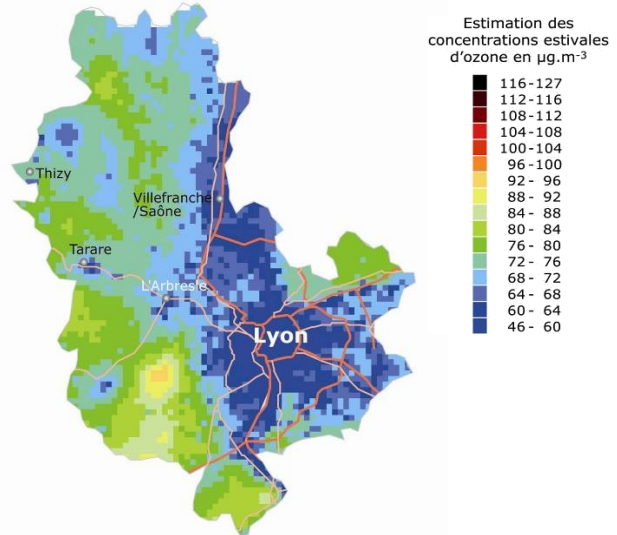 Estimation des
concentrations estivales
d'ozone en µg.m⁻³
116-127
112-116
108-112
104-108
100-104
96-100
92 - 96
88 - 92
84 - 88
80 - 84
76 - 80
72 - 76
68 - 72
64 - 68
60 - 64
46 - 60
Thizy
Villefranche
/Saône
Tarare
L'Arbresle
Lyon